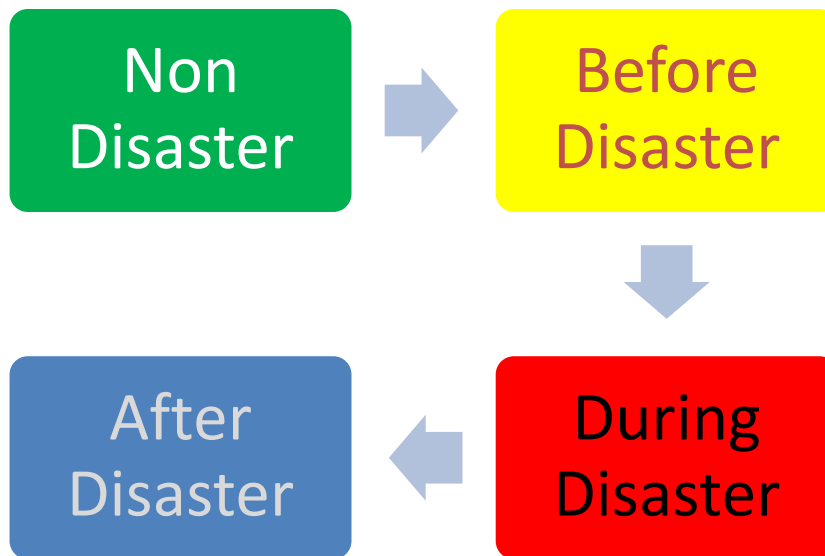 Non
Disaster
Before
Disaster
After
Disaster
During
Disaster